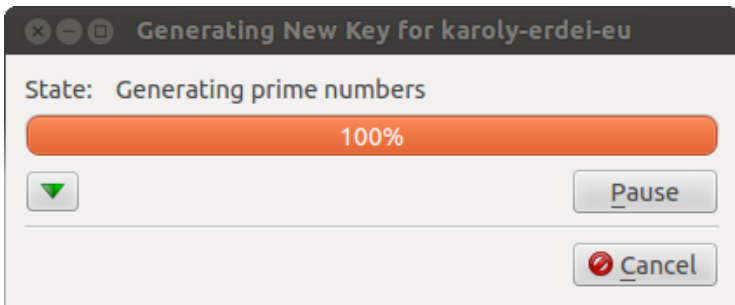 Generating New Key for karoly-erdei-eu
State: Generating prime numbers
100%
Pause
Cancel